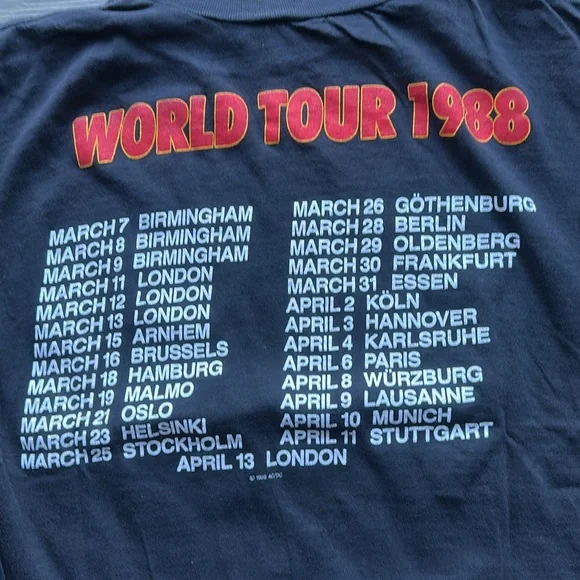 WORLD TOUR 1988
MARCH 7 BIRMINGHAM
MARCH 8 BIRMINGHAM
MARCH 9 BIRMINGHAM
MARCH 11 LONDON
MARCH 12 LONDON
MARCH 13 LONDON
MARCH 15 ARNHEM
MARCH 16 BRUSSELS
MARCH 18 HAMBURG
MARCH 19 MALMO
MARCH 21 OSLO
MARCH 23 HELSINKI
MARCH 25 STOCKHOLM
MARCH 26 GÖTHENBURG
MARCH 28 BERLIN
MARCH 29 OLDENBERG
MARCH 30 FRANKFURT
MARCH 31 ESSEN
APRIL 2 KÖLN
APRIL 3 HANNOVER
APRIL 4 KARLSRUHE
APRIL 6 PARIS
APRIL 8 WÜRZBURG
APRIL 9 LAUSANNE
APRIL 10 MUNICH
APRIL 11 STUTTGART
APRIL 13 LONDON
© 1988 AC/DC